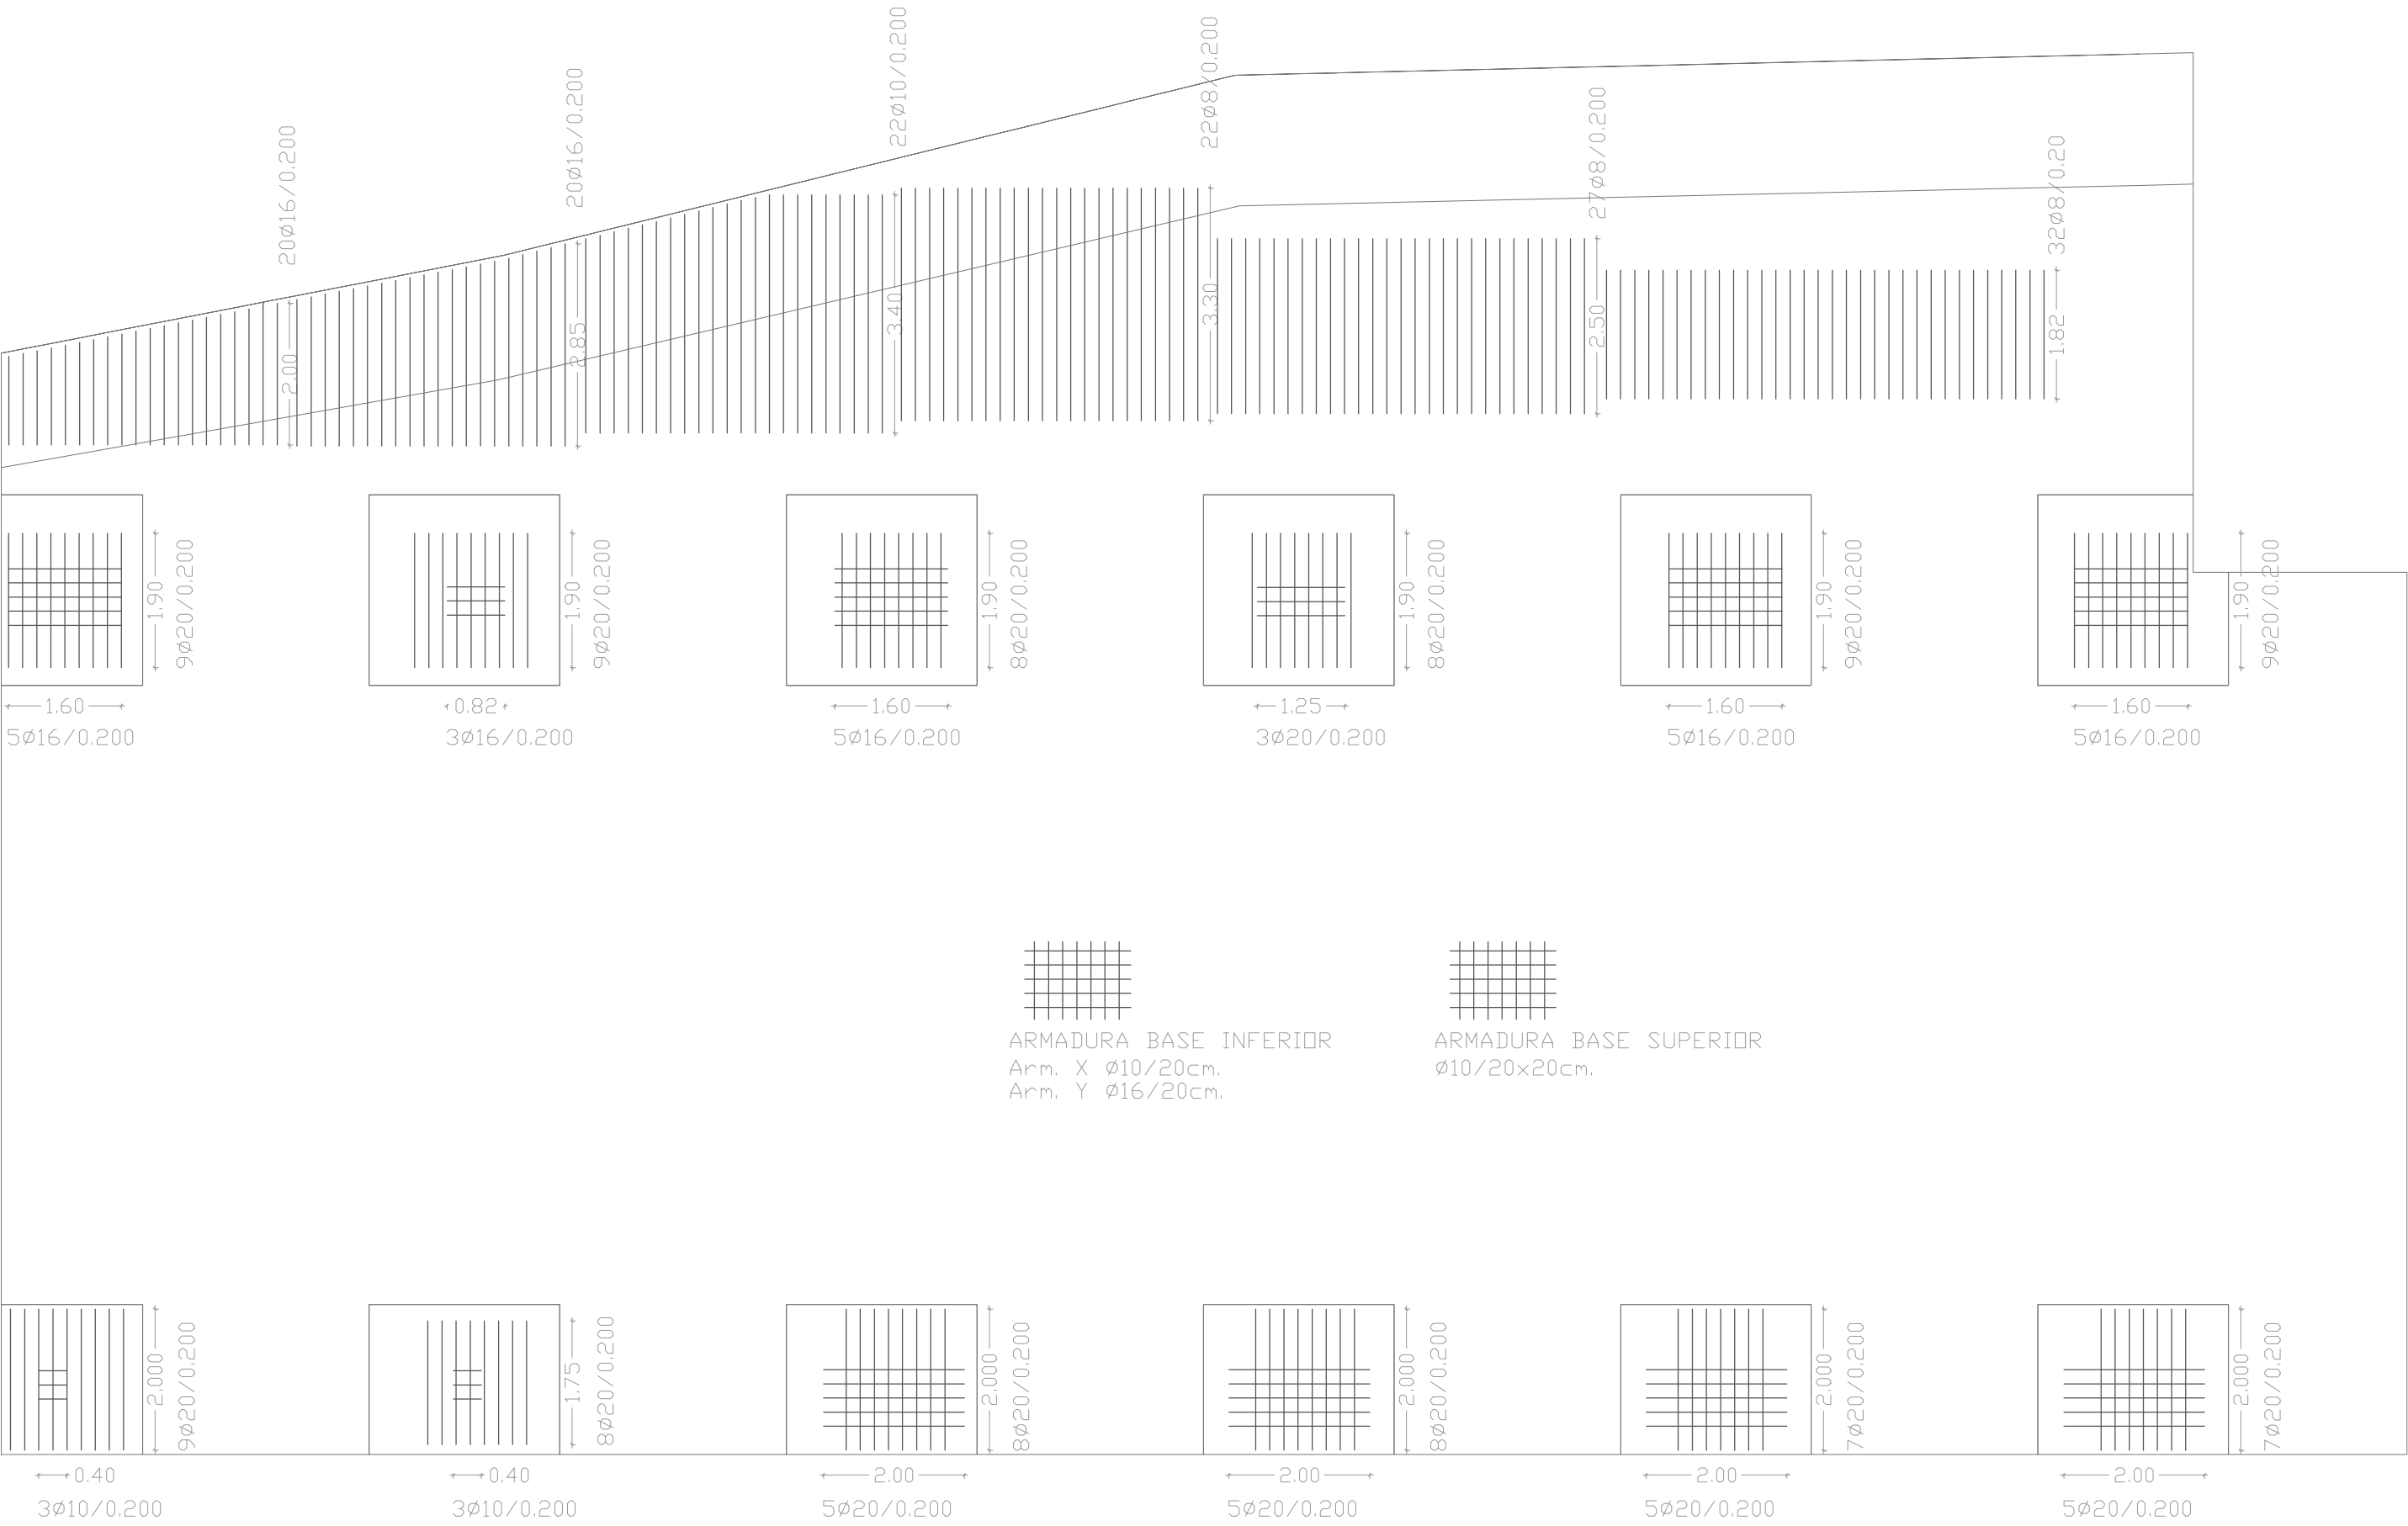 20Ø16/0.200
20Ø16/0.200
22Ø10/0.200
22Ø8/0.200
27Ø8/0.200
32Ø8/0.20
2.00
2.85
3.40
3.30
2.50
1.82
1.90
9Ø20/0.200
1.90
9Ø20/0.200
1.90
8Ø20/0.200
1.90
8Ø20/0.200
1.90
9Ø20/0.200
1.90
9Ø20/0.200
1.60
0.82
1.60
1.25
1.60
1.60
5Ø16/0.200
3Ø16/0.200
5Ø16/0.200
3Ø20/0.200
5Ø16/0.200
5Ø16/0.200
ARMADURA BASE INFERIOR
Arm. X Ø10/20cm.
Arm. Y Ø16/20cm.
ARMADURA BASE SUPERIOR
Ø10/20x20cm.
2.000
9Ø20/0.200
1.75
8Ø20/0.200
2.000
8Ø20/0.200
2.000
8Ø20/0.200
2.000
7Ø20/0.200
2.000
7Ø20/0.200
0.40
0.40
2.00
2.00
2.00
2.00
3Ø10/0.200
3Ø10/0.200
5Ø20/0.200
5Ø20/0.200
5Ø20/0.200
5Ø20/0.200